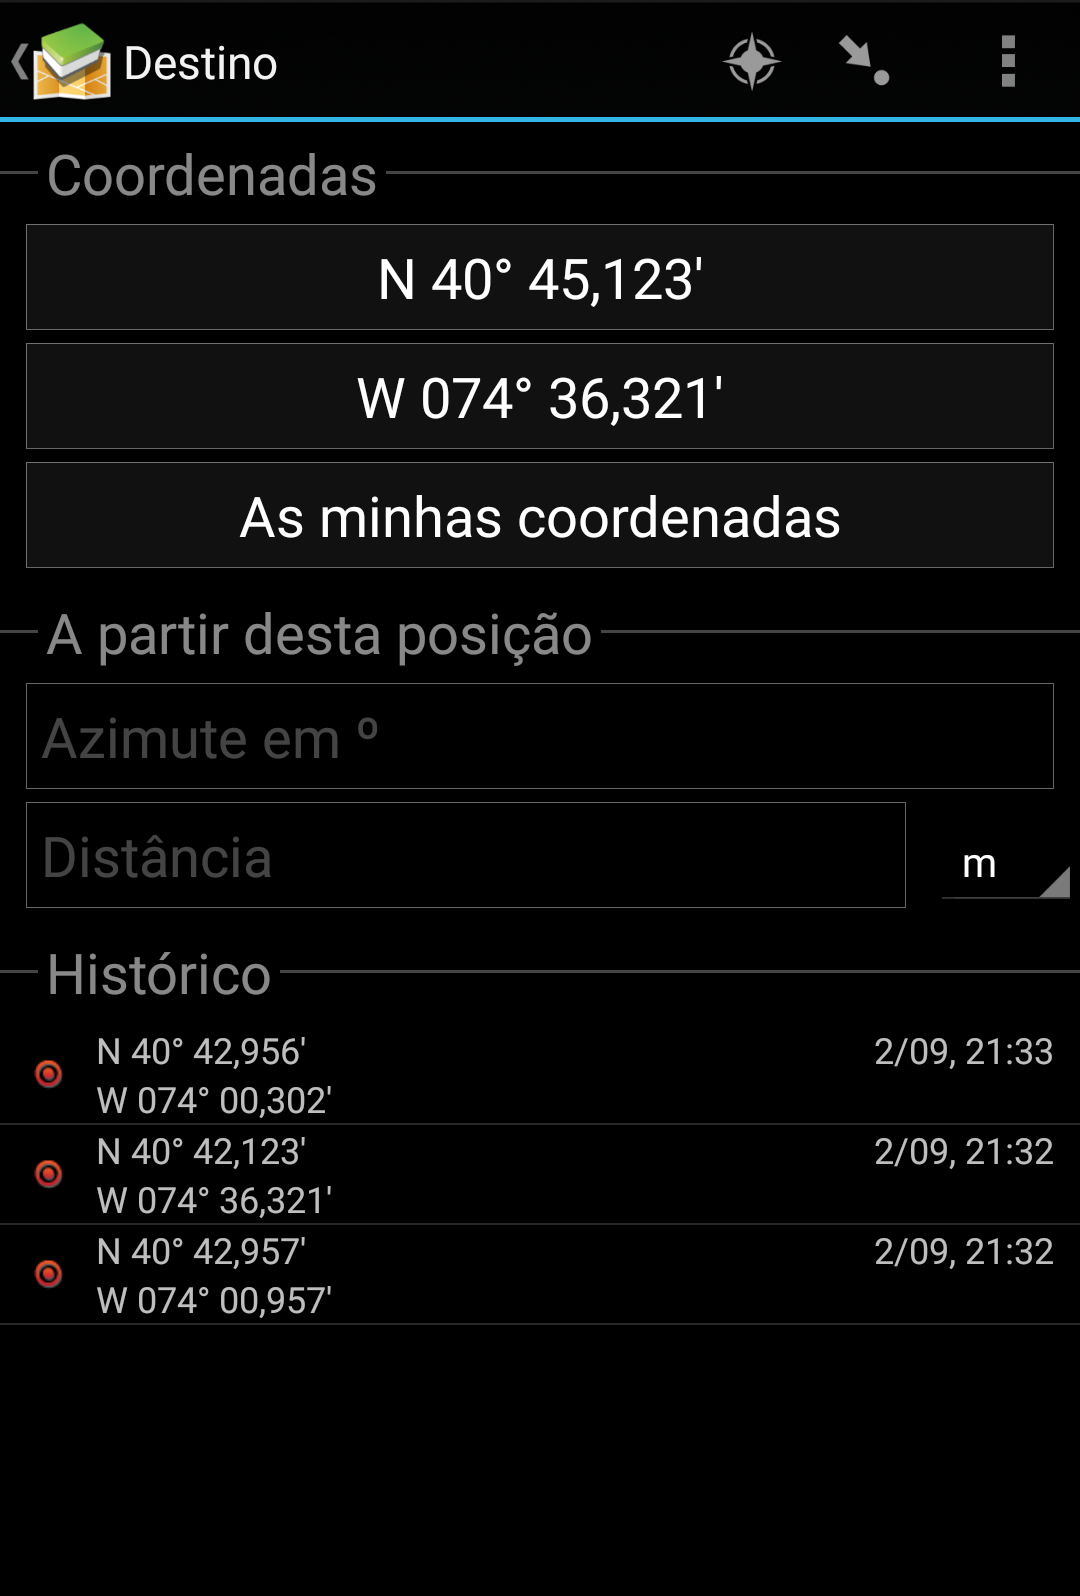 Destino
Coordenadas
N 40° 45,123'
W 074° 36,321'
As minhas coordenadas
A partir desta posição
Azimute em º
Distância
m
Histórico
N 40° 42,956'
2/09, 21:33
W 074° 00,302'
N 40° 42,123'
2/09, 21:32
W 074° 36,321'
N 40° 42,957'
2/09, 21:32
W 074° 00,957'